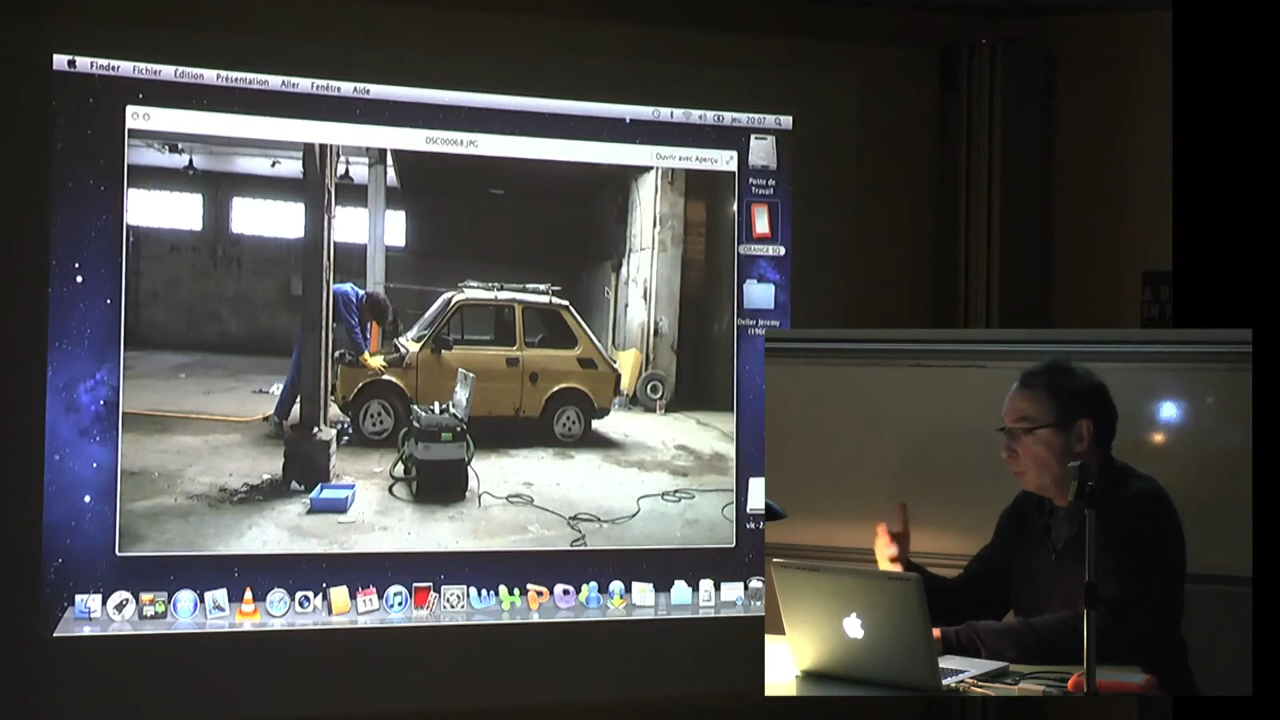 Finder Fichier Édition Présentation Aller Fenêtre Aide
jeu. 20:07
DSC00068.JPG
Ouvrir avec Aperçu
Poste de
Travail
ORANGE SQ
Deller Jeremy
(196